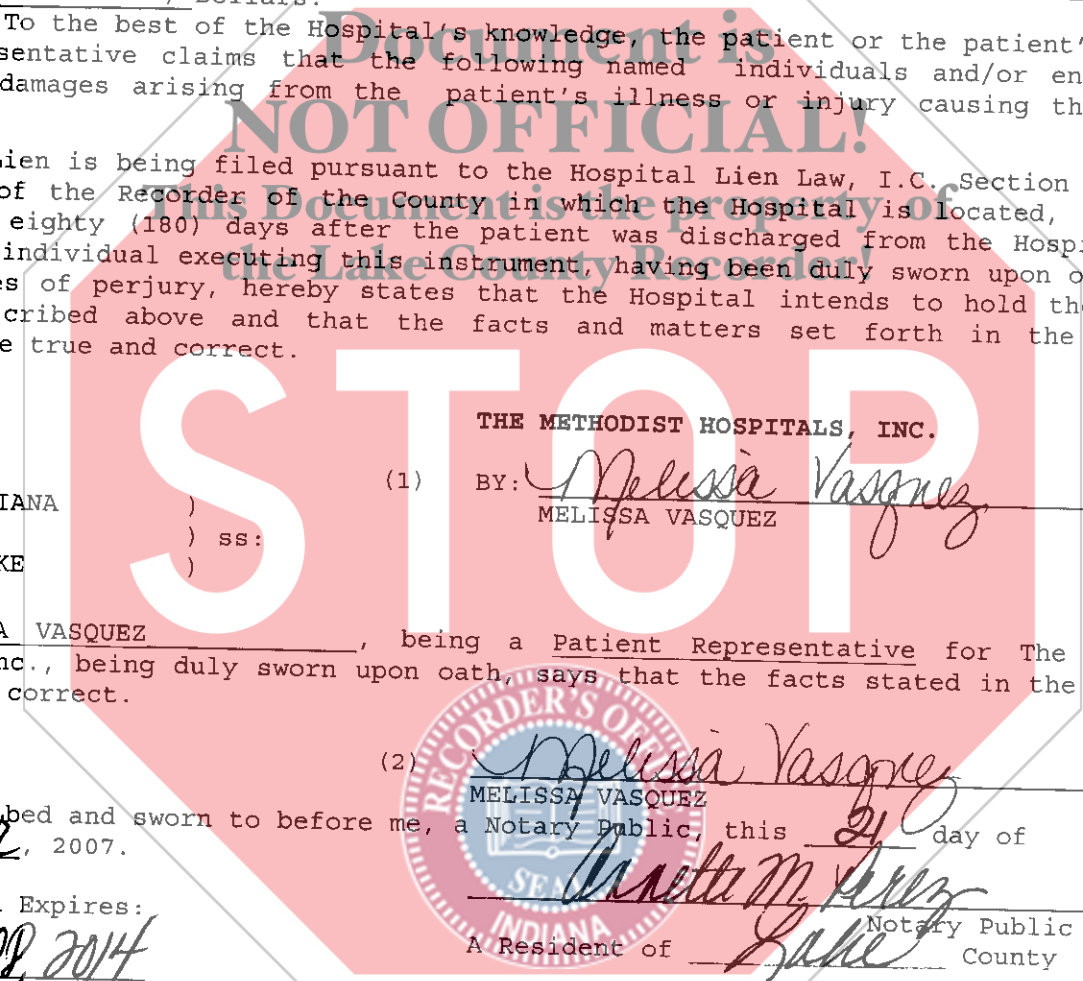 , Dollars.
To the best of the Hospital's knowledge, the patient or the patient'
sentative claims that the following named individuals and/or en
damages arising from the patient's illness or injury causing th
Document is
NOT OFFICIAL!
This Document is the property of
the Lake County Recorder!
Lien is being filed pursuant to the Hospital Lien Law, I.C. Section
of the Recorder of the County in which the Hospital is located,
eighty (180) days after the patient was discharged from the Hospi
individual executing this instrument, having been duly sworn upon o
es of perjury, hereby states that the Hospital intends to hold the
cribed above and that the facts and matters set forth in the
e true and correct.
STOP
THE METHODIST HOSPITALS, INC.
(1) BY: Melissa Vasquez
MELISSA VASQUEZ
IANA )
) ss:
KE )
A VASQUEZ , being a Patient Representative for The
nc., being duly sworn upon oath, says that the facts stated in the
correct.
(2) Melissa Vasquez
MELISSA VASQUEZ
RECORDER'S OFFICE
SEAL
INDIANA
bed and sworn to before me, a Notary Public, this 21 day of
, 2007.
Annette M. Perez
Notary Public
Expires:
2014
A Resident of Lake County